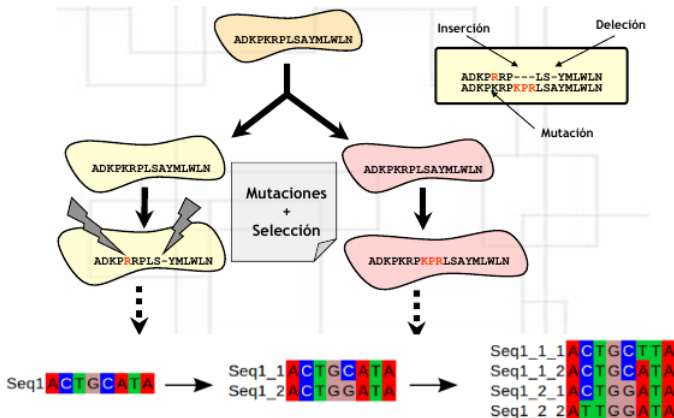 ADKPKRPLSAYMLWLN
Inserción
Deleción
ADKPRRP---LS-YMLWLN
ADKPKRPKPRLSAYMLWLN
Mutación
ADKPKRPLSAYMLWLN
ADKPKRPLSAYMLWLN
Mutaciones
+
Selección
ADKPRRPLS-YMLWLN
ADKPKRPKPRLSAYMLWLN
Seq1 ACTGCATA
Seq1_1 ACTGCATA
Seq1_2 ACTGGATA
Seq1_1_1 ACTGCTTA
Seq1_1_2 ACTGCATA
Seq1_2_1 ACTGGATA
Seq1_2_2 ATTGGATA